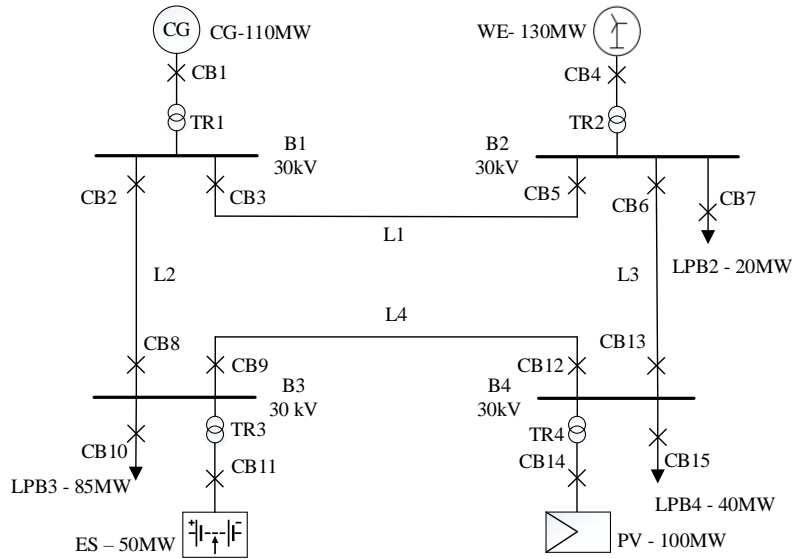 CG
CG-110MW
WE- 130MW
CB1
CB4
TR1
TR2
B1
30kV
B2
30kV
CB2
CB3
CB5
CB6
CB7
L1
LPB2 - 20MW
L2
L3
L4
CB8
CB9
CB12
CB13
B3
30 kV
B4
30kV
CB10
TR3
TR4
CB11
CB14
CB15
LPB3 - 85MW
LPB4 - 40MW
ES – 50MW
PV - 100MW